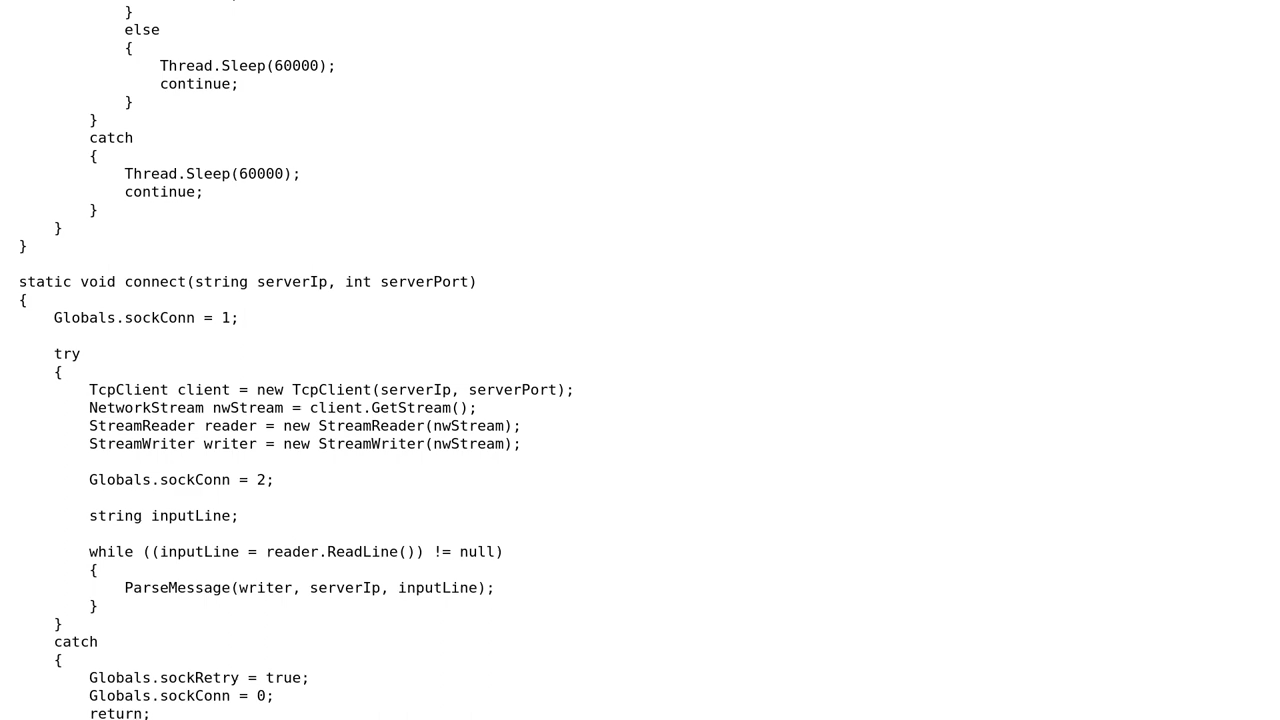 }
else
{
Thread.Sleep(60000);
continue;
}
}
catch
{
Thread.Sleep(60000);
continue;
}
}
}
static void connect(string serverIp, int serverPort)
{
Globals.sockConn = 1;
try
{
TcpClient client = new TcpClient(serverIp, serverPort);
NetworkStream nwStream = client.GetStream();
StreamReader reader = new StreamReader(nwStream);
StreamWriter writer = new StreamWriter(nwStream);
Globals.sockConn = 2;
string inputLine;
while ((inputLine = reader.ReadLine()) != null)
{
ParseMessage(writer, serverIp, inputLine);
}
}
catch
{
Globals.sockRetry = true;
Globals.sockConn = 0;
return;